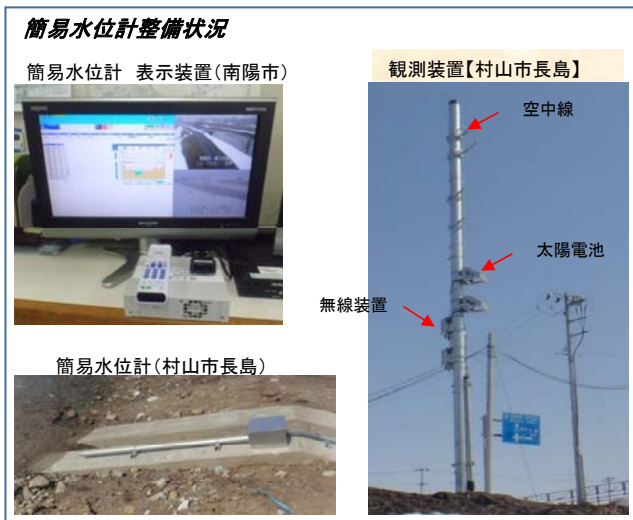 簡易水位計整備状況
簡易水位計 表示装置(南陽市)
観測装置【村山市長島】
空中線
太陽電池
無線装置
簡易水位計(村山市長島)